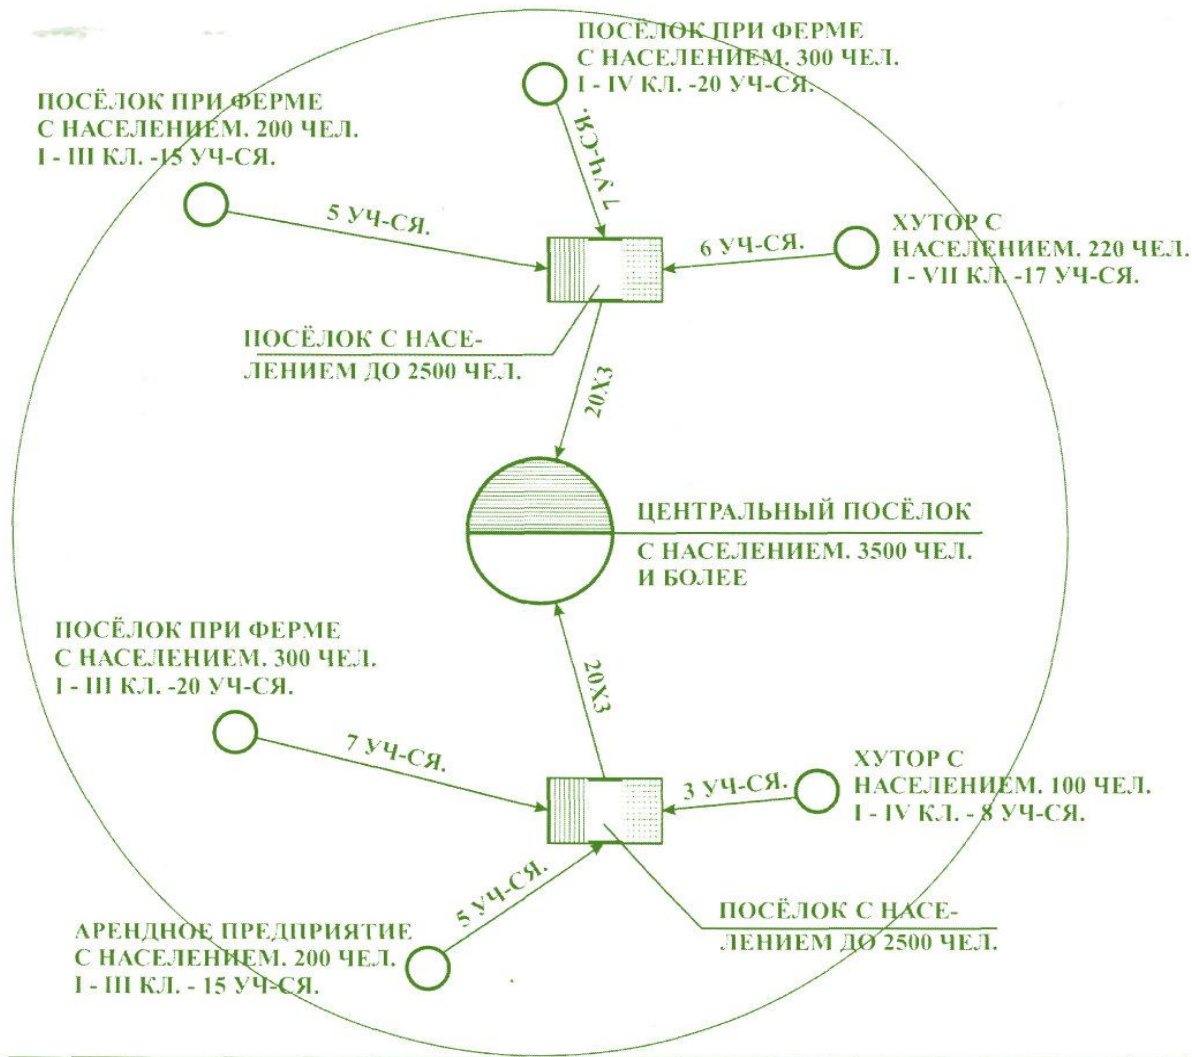 ПОСЁЛОК ПРИ ФЕРМЕ
С НАСЕЛЕНИЕМ. 300 ЧЕЛ.
I - IV КЛ. -20 УЧ-СЯ.
ПОСЁЛОК ПРИ ФЕРМЕ
С НАСЕЛЕНИЕМ. 200 ЧЕЛ.
I - III КЛ. -15 УЧ-СЯ.
7 УЧ-СЯ.
5 УЧ-СЯ.
6 УЧ-СЯ.
ХУТОР С
НАСЕЛЕНИЕМ. 220 ЧЕЛ.
I - VII КЛ. -17 УЧ-СЯ.
ПОСЁЛОК С НАСЕ-
ЛЕНИЕМ ДО 2500 ЧЕЛ.
20Х3
ЦЕНТРАЛЬНЫЙ ПОСЁЛОК
С НАСЕЛЕНИЕМ. 3500 ЧЕЛ.
И БОЛЕЕ
ПОСЁЛОК ПРИ ФЕРМЕ
С НАСЕЛЕНИЕМ. 300 ЧЕЛ.
I - III КЛ. -20 УЧ-СЯ.
20Х3
7 УЧ-СЯ.
3 УЧ-СЯ.
ХУТОР С
НАСЕЛЕНИЕМ. 100 ЧЕЛ.
I - IV КЛ. - 8 УЧ-СЯ.
5 УЧ-СЯ.
АРЕНДНОЕ ПРЕДПРИЯТИЕ
С НАСЕЛЕНИЕМ. 200 ЧЕЛ.
I - III КЛ. - 15 УЧ-СЯ.
ПОСЁЛОК С НАСЕ-
ЛЕНИЕМ ДО 2500 ЧЕЛ.